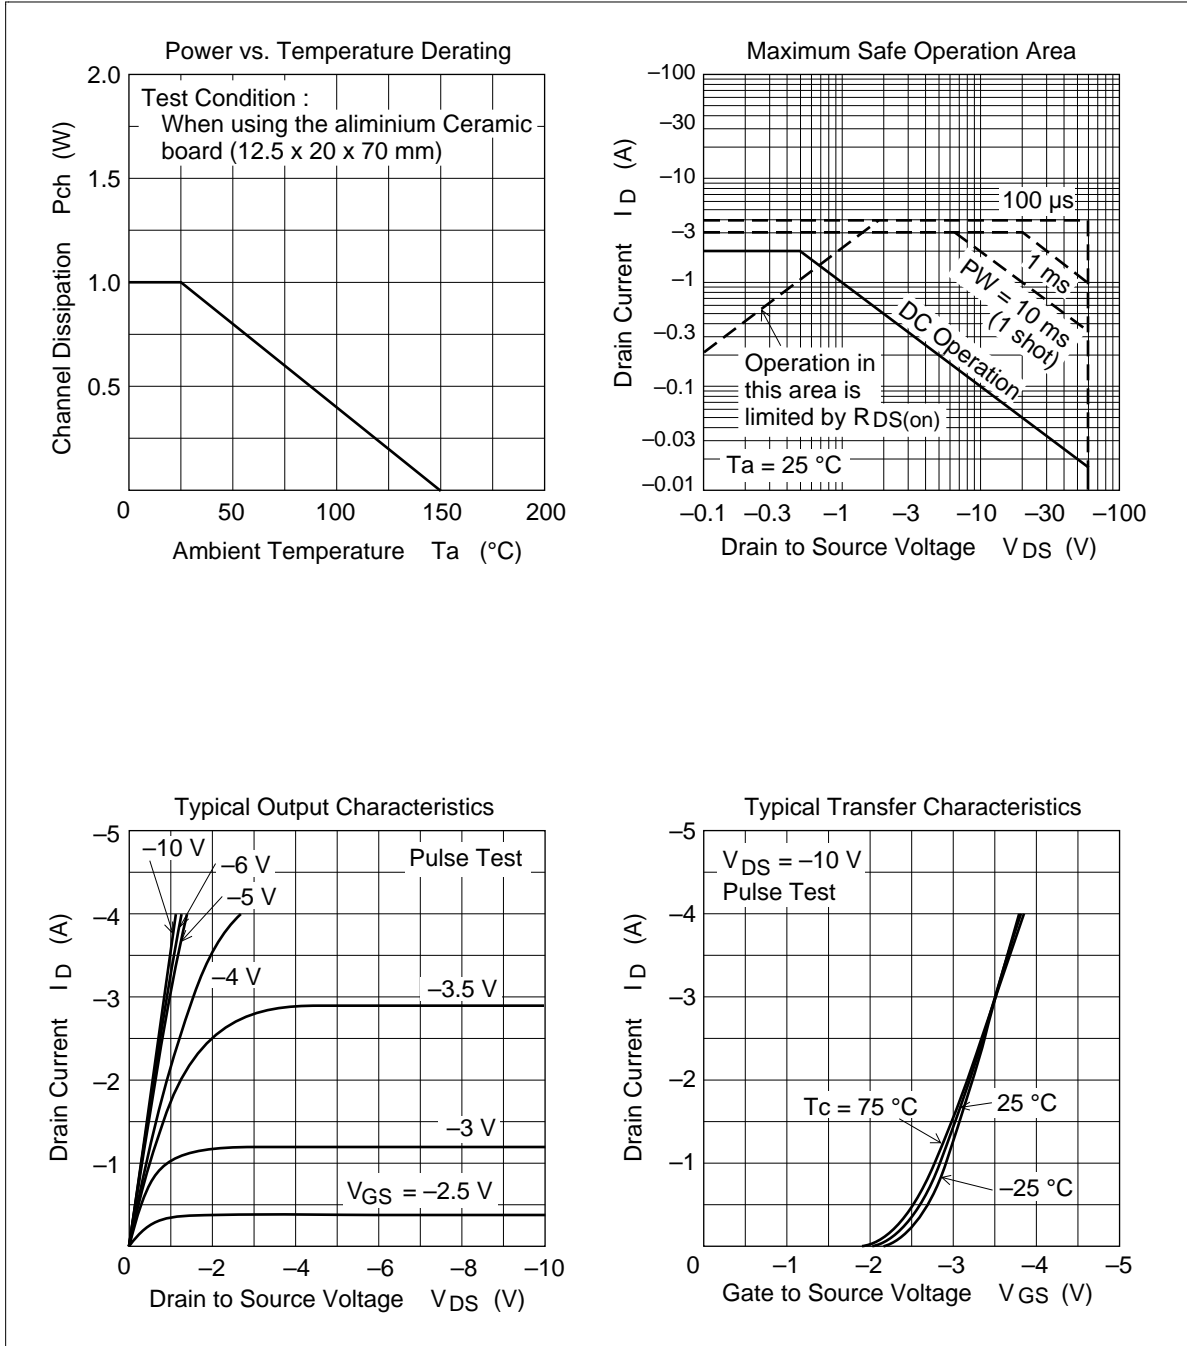 Power vs. Temperature Derating
2.0
1.5
1.0
0.5
Channel Dissipation Pch (W)
Test Condition :
When using the aliminium Ceramic
board (12.5 x 20 x 70 mm)
0 50 100 150 200
Ambient Temperature Ta (°C)
Maximum Safe Operation Area
–100
–30
–10
–3
–1
–0.3
–0.1
–0.03
–0.01
Drain Current I D (A)
100 µs
1 ms
PW = 10 ms
(1 shot)
DC Operation
Operation in
this area is
limited by R DS(on)
Ta = 25 °C
–0.1 –0.3 –1 –3 –10 –30 –100
Drain to Source Voltage V DS (V)
Typical Output Characteristics
–5
–4
–3
–2
–1
Drain Current I D (A)
–10 V
–6 V
–5 V
Pulse Test
–4 V
–3.5 V
–3 V
V GS = –2.5 V
0 –2 –4 –6 –8 –10
Drain to Source Voltage V DS (V)
Typical Transfer Characteristics
–5
–4
–3
–2
–1
Drain Current I D (A)
V DS = –10 V
Pulse Test
Tc = 75 °C
25 °C
–25 °C
0 –1 –2 –3 –4 –5
Gate to Source Voltage V GS (V)